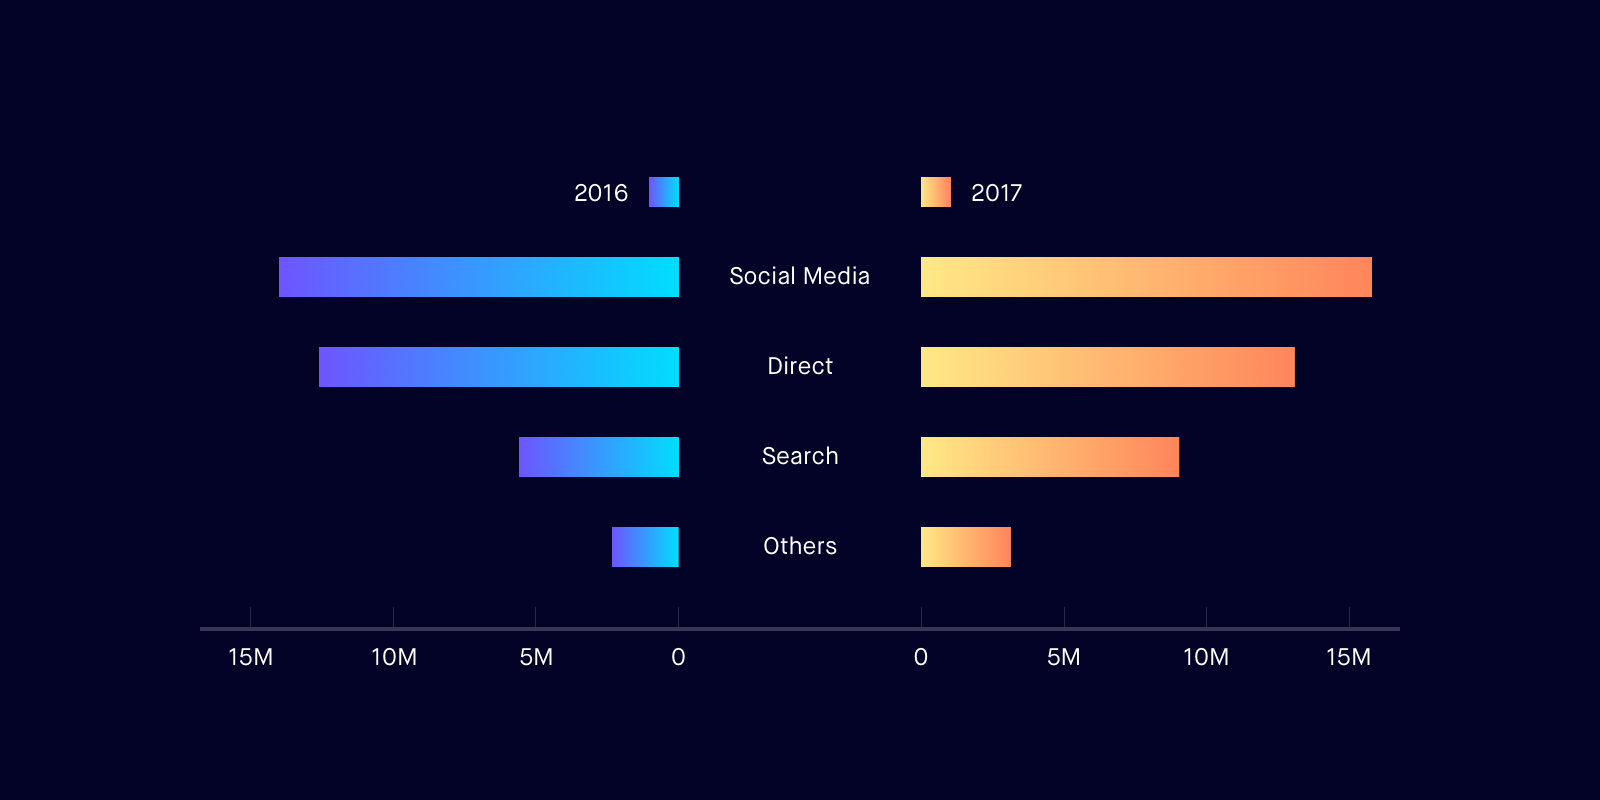 2016
2017
Social Media
Direct
Search
Others
15M 10M 5M 0 0 5M 10M 15M